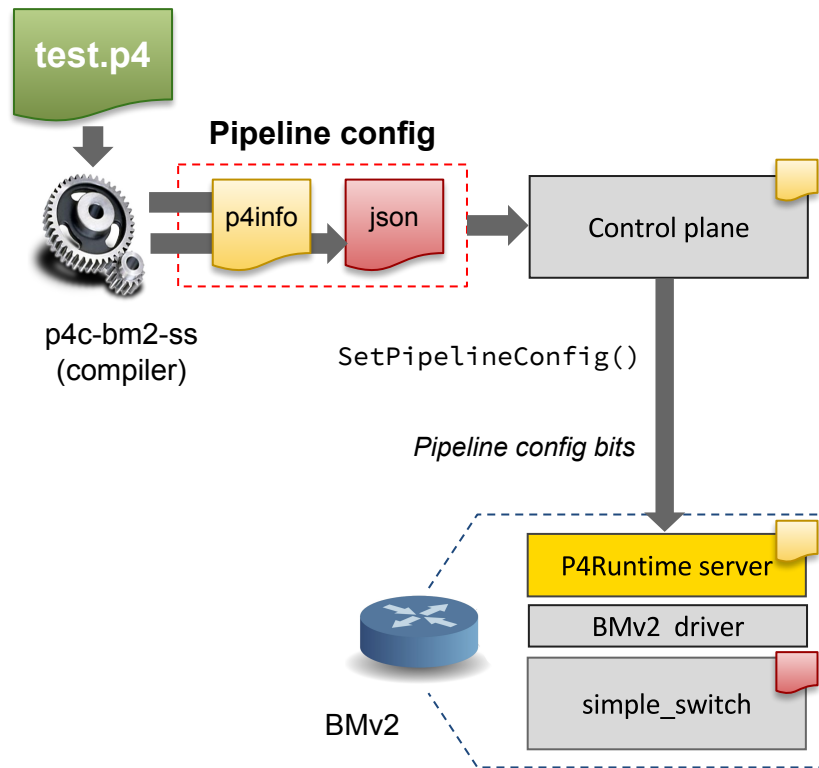 test.p4
Pipeline config
p4info
json
Control plane
p4c-bm2-ss
(compiler)
SetPipelineConfig()
Pipeline config bits
P4Runtime server
BMv2 driver
simple_switch
BMv2